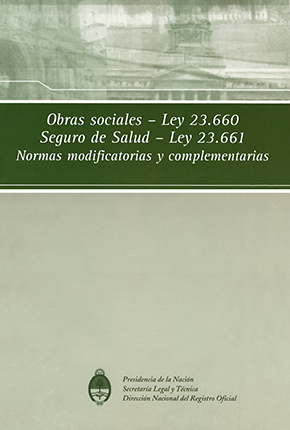 Obras sociales – Ley 23.660
Seguro de Salud – Ley 23.661
Normas modificatorias y complementarias
Presidencia de la Nación
Secretaría Legal y Técnica
Dirección Nacional del Registro Oficial